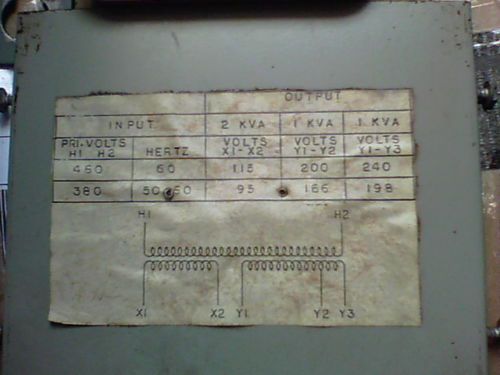 OUTPUT
INPUT 2 KVA 1 KVA 1 KVA
PRI. VOLTS VOLTS VOLTS VOLTS
H1 H2 HERTZ X1-X2 Y1-Y2 Y1-Y3
460 60 115 200 240
380 50 60 95 166 198
H1 H2
X1 X2 Y1 Y2 Y3